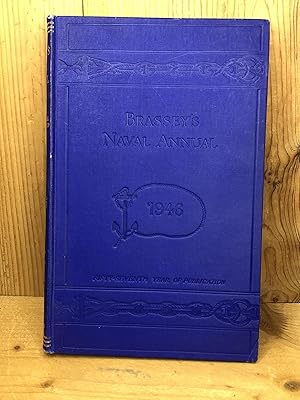 BRASSEY'S
NAVAL ANNUAL
1946
FIFTY-SEVENTH YEAR OF PUBLICATION